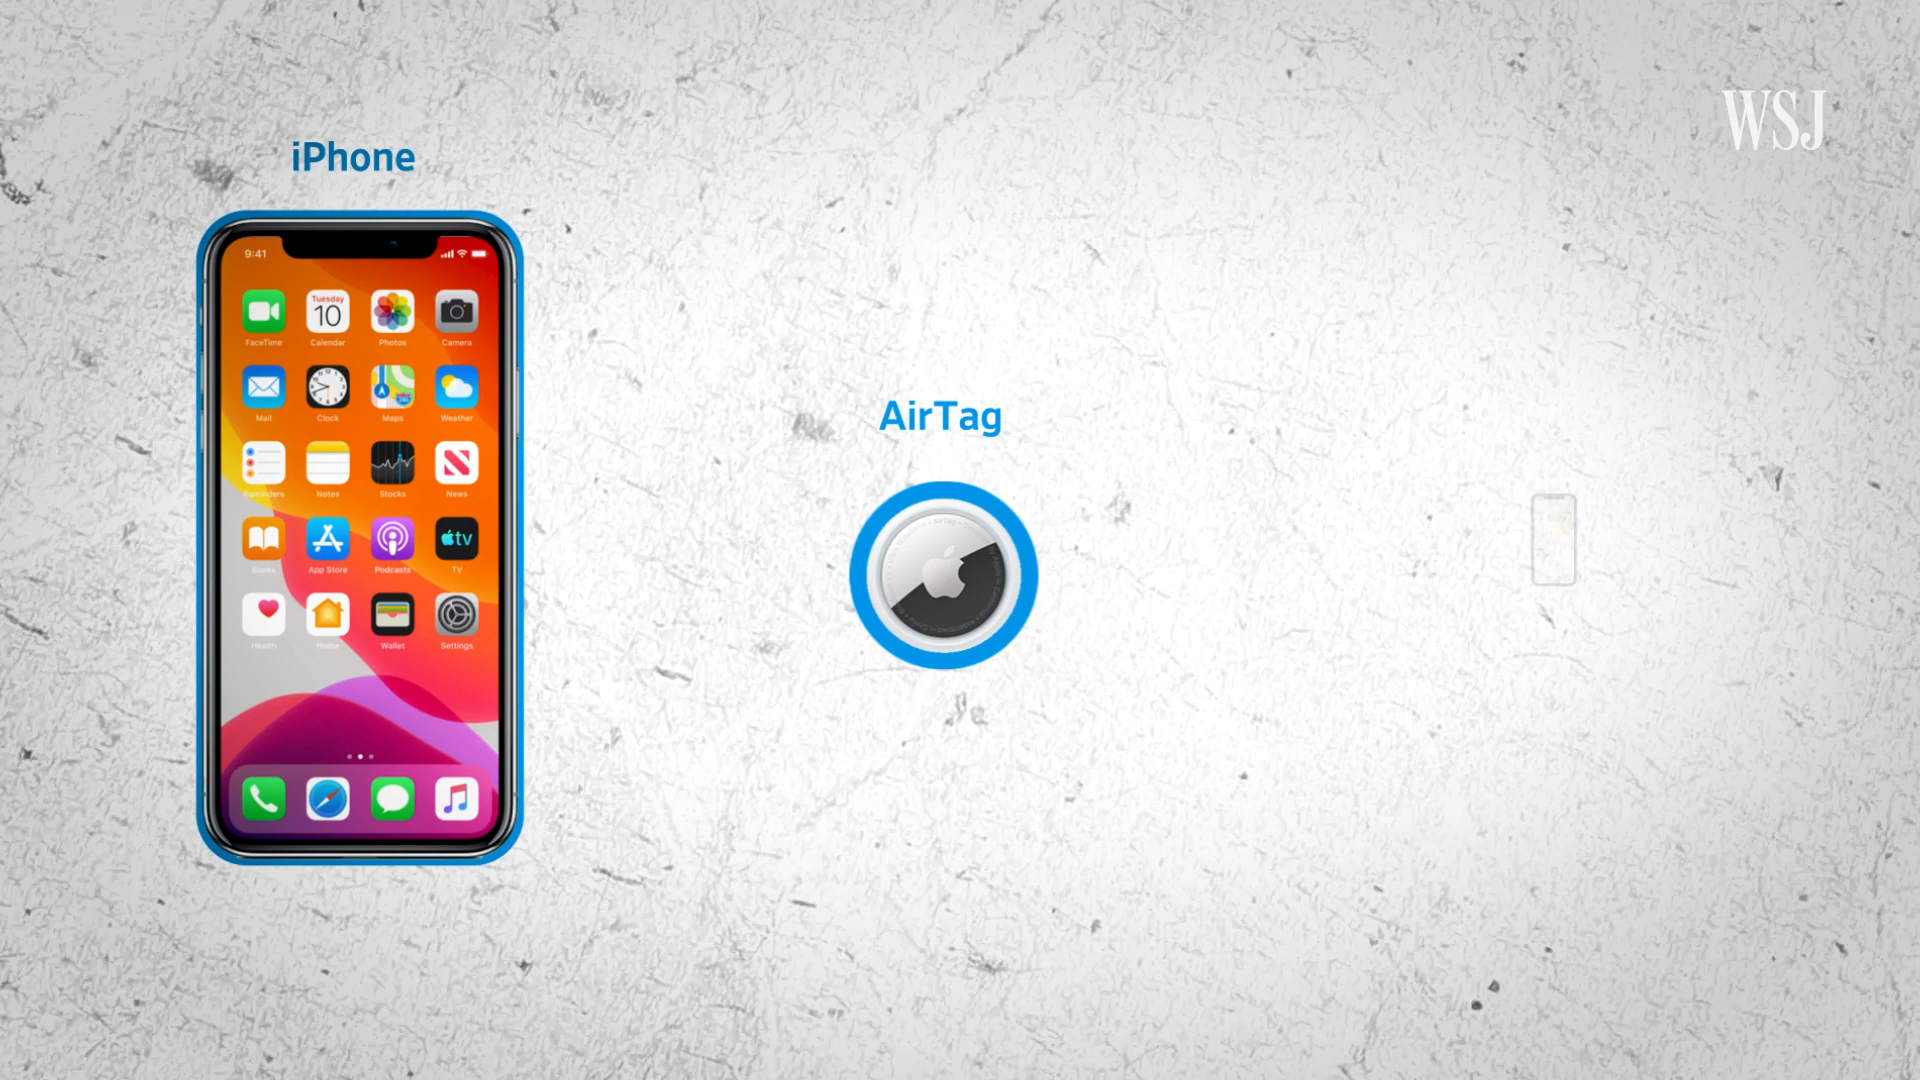 WSJ
iPhone
9:41
Tuesday
10
FaceTime
Calendar
Photos
Camera
Mail
Clock
Maps
Weather
Reminders
Notes
Stocks
News
tv
Books
App Store
Podcasts
TV
Health
Home
Wallet
Settings
AirTag